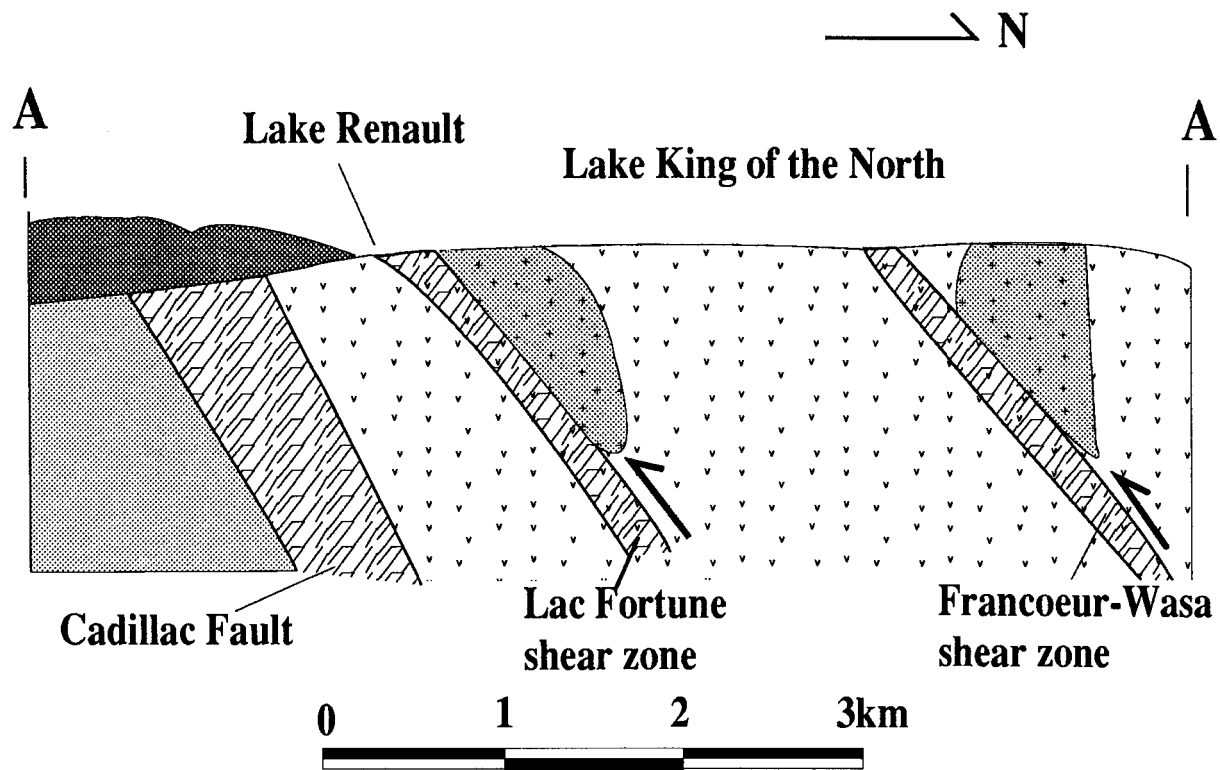 N
A
A
Lake Renault
Lake King of the North
Cadillac Fault
Lac Fortune
shear zone
Francoeur-Wasa
shear zone
0 1 2 3km